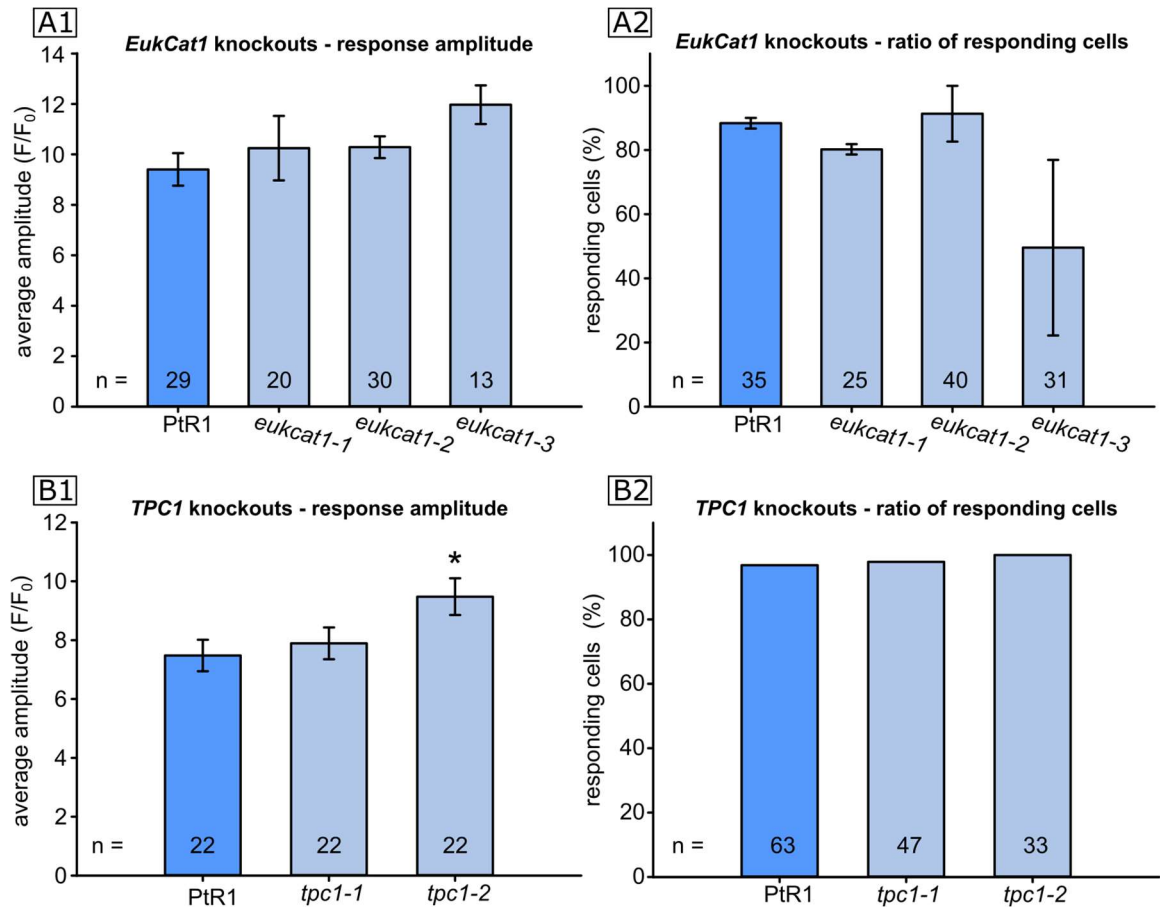 A1
EukCat1 knockouts - response amplitude
average amplitude (F/F₀)
14
12
10
8
6
4
2
0
n = 29 20 30 13
PtR1 eukcat1-1 eukcat1-2 eukcat1-3
A2
EukCat1 knockouts - ratio of responding cells
responding cells (%)
100
80
60
40
20
0
n = 35 25 40 31
PtR1 eukcat1-1 eukcat1-2 eukcat1-3
B1
TPC1 knockouts - response amplitude
average amplitude (F/F₀)
12
10
8
6
4
2
0
*
n = 22 22 22
PtR1 tpc1-1 tpc1-2
B2
TPC1 knockouts - ratio of responding cells
responding cells (%)
100
80
60
40
20
0
n = 63 47 33
PtR1 tpc1-1 tpc1-2